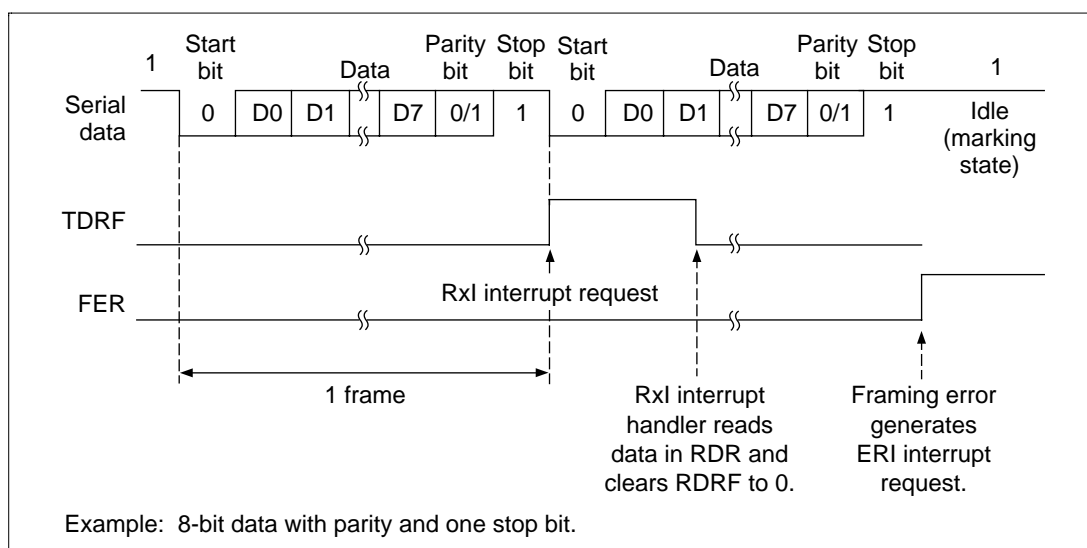 1
Start bit
Data
Parity bit
Stop bit
Start bit
Data
Parity bit
Stop bit
1
Serial data
0 D0 D1 D7 0/1 1 0 D0 D1 D7 0/1 1
Idle (marking state)
TDRF
RxI interrupt request
FER
1 frame
RxI interrupt
handler reads
data in RDR and
clears RDRF to 0.
Framing error
generates
ERI interrupt
request.
Example: 8-bit data with parity and one stop bit.